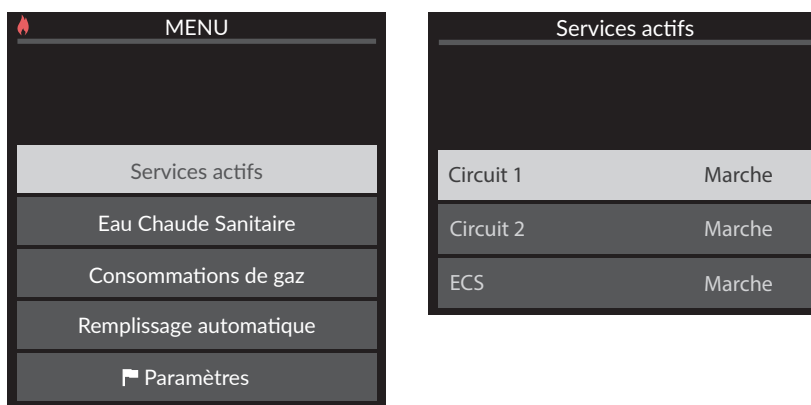 MENU
Services actifs
Eau Chaude Sanitaire
Consommations de gaz
Remplissage automatique
Paramètres
Services actifs
Circuit 1 Marche
Circuit 2 Marche
ECS Marche